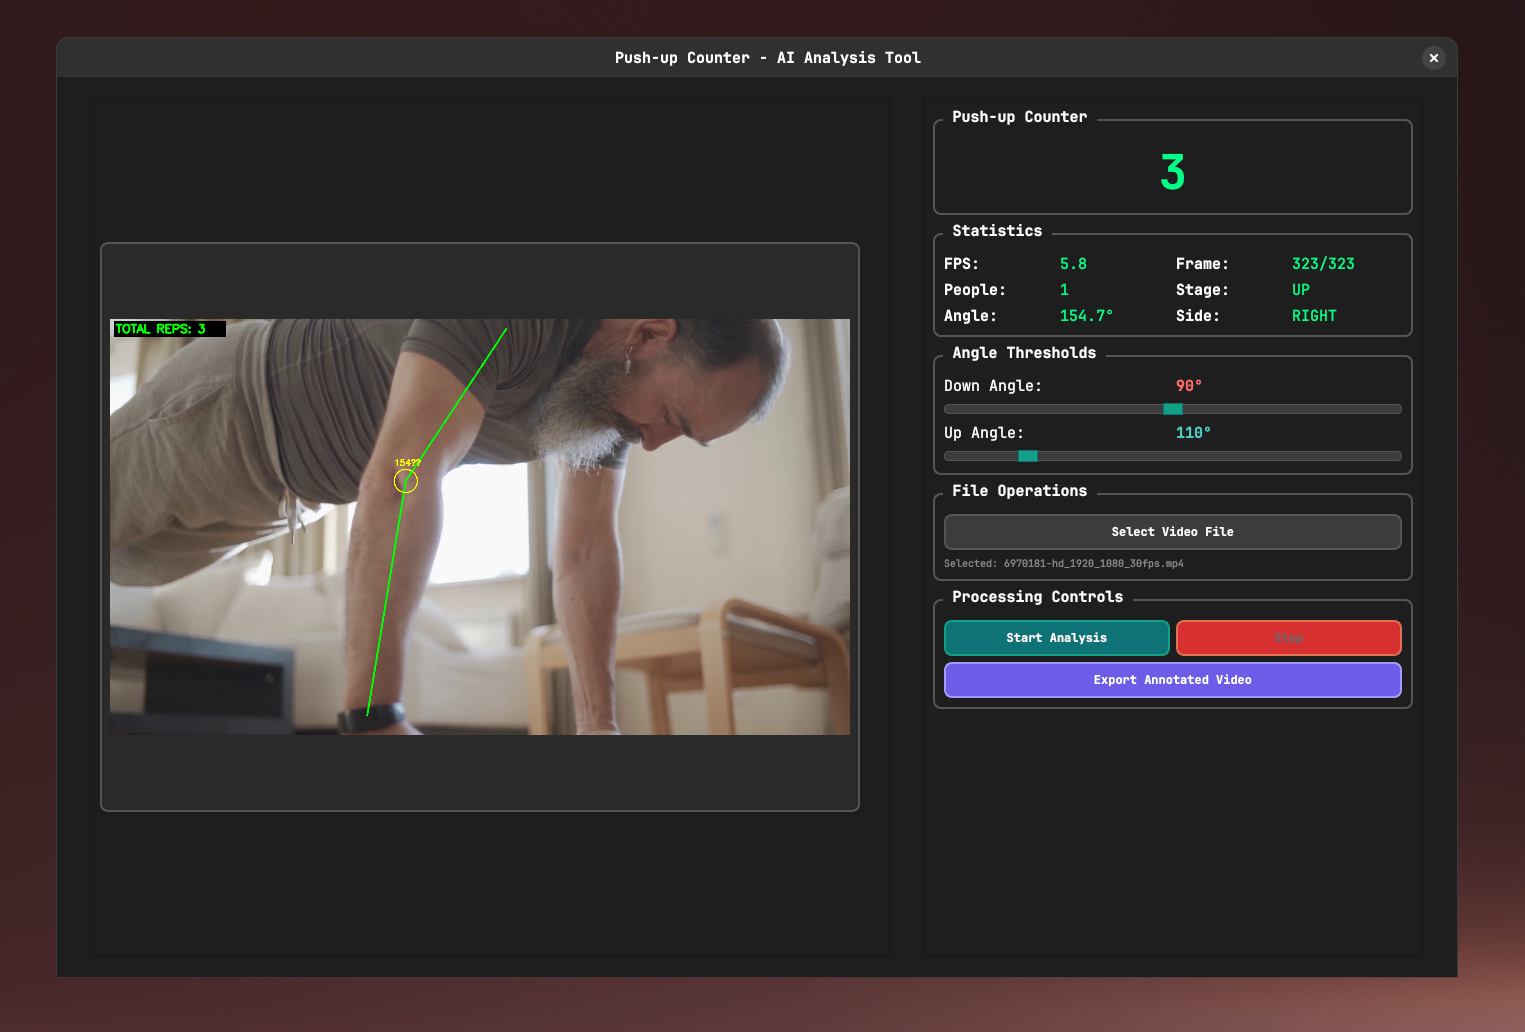 Push-up Counter - AI Analysis Tool
TOTAL REPS: 3
154??
Push-up Counter
3
Statistics
FPS: 5.8 Frame: 323/323
People: 1 Stage: UP
Angle: 154.7° Side: RIGHT
Angle Thresholds
Down Angle: 90°
Up Angle: 110°
File Operations
Select Video File
Selected: 6970181-hd_1920_1080_30fps.mp4
Processing Controls
Start Analysis Stop
Export Annotated Video